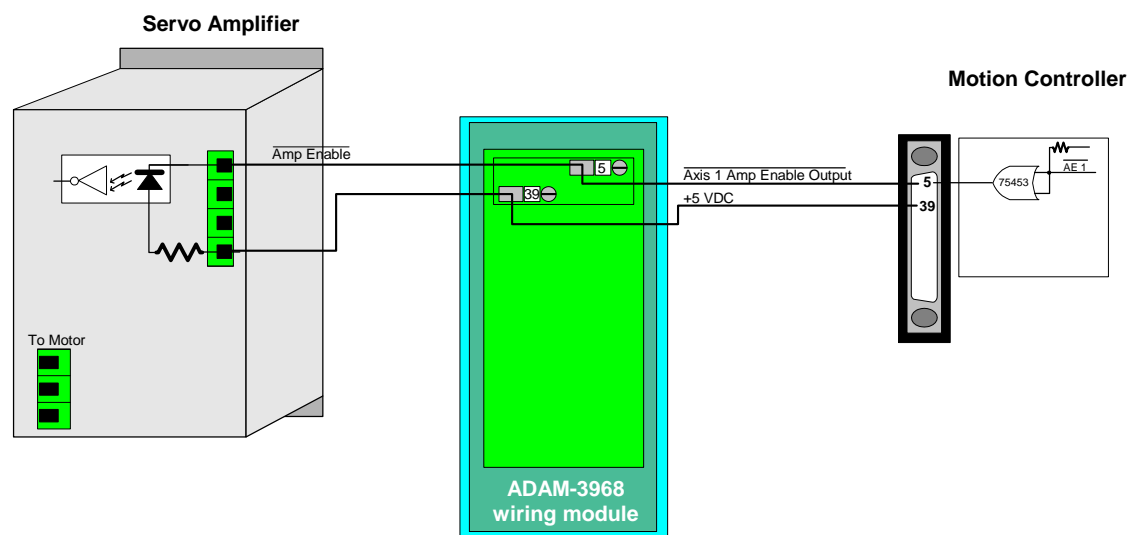 Servo Amplifier
Motion Controller
Amp Enable
5
Axis 1 Amp Enable Output
5
75453
AE 1
39
+5 VDC
39
To Motor
ADAM-3968
wiring module